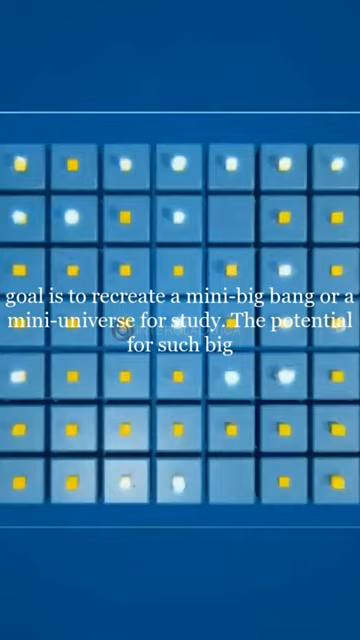 goal is to recreate a mini-big bang or a
mini-universe for study. The potential
for such big